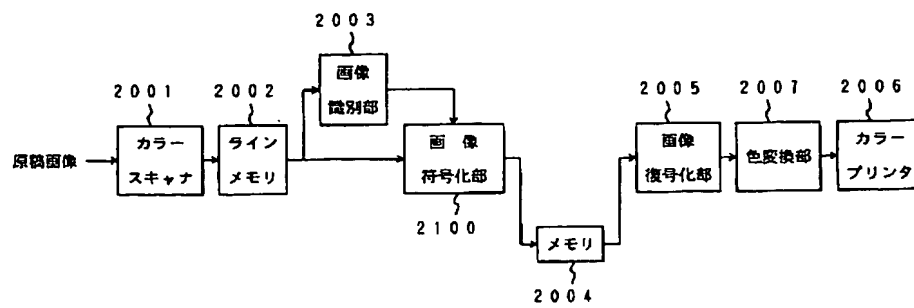 2003
画像
識別部
2001
2002
カラー
スキャナ
ライン
メモリ
原稿画像
画像
符号化部
2100
メモリ
2004
2005
2007
2006
画像
復号化部
色変換部
カラー
プリンタ